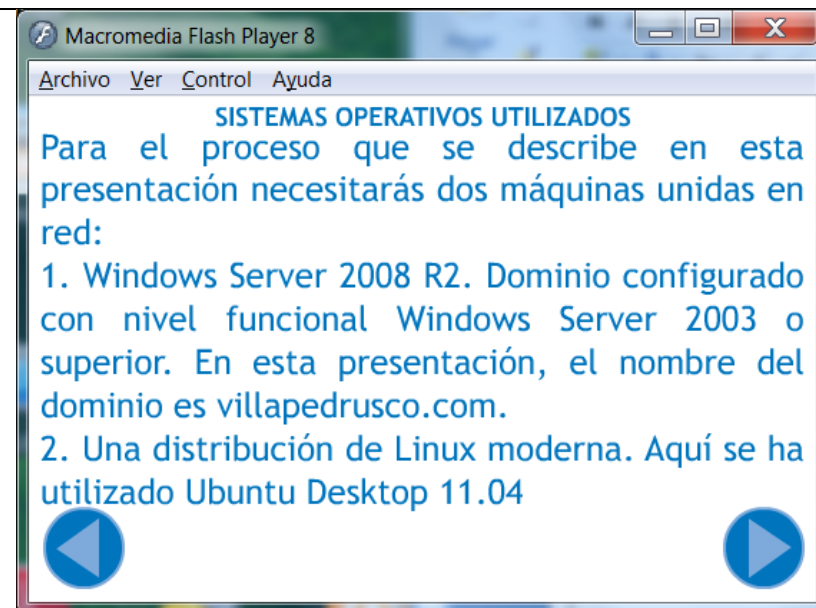 Macromedia Flash Player 8
Archivo Ver Control Ayuda
SISTEMAS OPERATIVOS UTILIZADOS
Para el proceso que se describe en esta
presentación necesitarás dos máquinas unidas en
red:
1. Windows Server 2008 R2. Dominio configurado
con nivel funcional Windows Server 2003 o
superior. En esta presentación, el nombre del
dominio es villapedrusco.com.
2. Una distribución de Linux moderna. Aquí se ha
utilizado Ubuntu Desktop 11.04